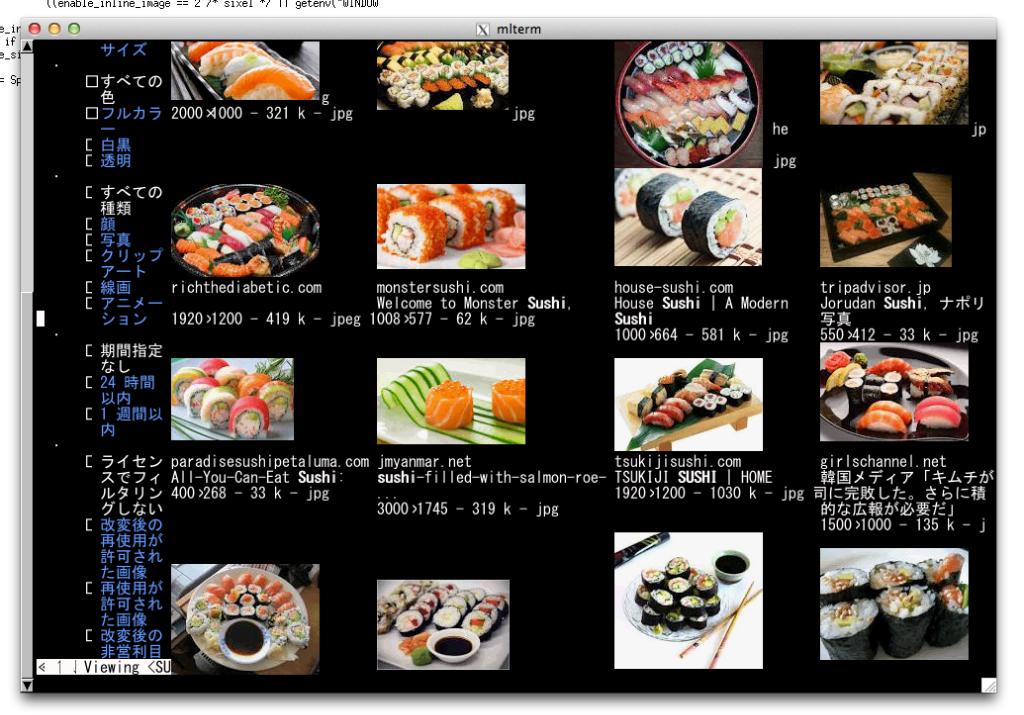 ((enable_inline_image == 2 /* sixel */ ||
mlterm
サイズ
すべての
色
フルカラ
ー
[ 白黒
[ 透明
g
2000×1000 - 321 k - jpg
jpg
he
jpg
jp
[ すべての
種類
[ 顔
[ 写真
[ クリップ
アート
[ 線画
[ アニメー
ション
richthediabetic.com
1920×1200 - 419 k - jpeg
monstersushi.com
Welcome to Monster Sushi,
1008×577 - 62 k - jpg
house-sushi.com
House Sushi | A Modern
Sushi
1000×664 - 581 k - jpg
tripadvisor.jp
Jorudan Sushi, ナポリ
写真
550×412 - 33 k - jpg
[ 期間指定
なし
[ 24 時間
以内
[ 1 週間以
内
[ ライセン
スでフィ
ルタリン
グしない
[ 改変後の
再使用が
許可され
た画像
[ 再使用が
許可され
た画像
[ 改変後の
非営利目
paradisesushipetaluma.com
All-You-Can-Eat Sushi:
400×268 - 33 k - jpg
jmyanmar.net
sushi-filled-with-salmon-roe-
...
3000×1745 - 319 k - jpg
tsukijisushi.com
TSUKIJI SUSHI | HOME
1920×1200 - 1030 k - jpg
girlschannel.net
韓国メディア「キムチが
司に完敗した。さらに積
的な広報が必要だ」
1500×1000 - 135 k - j
Viewing <SU